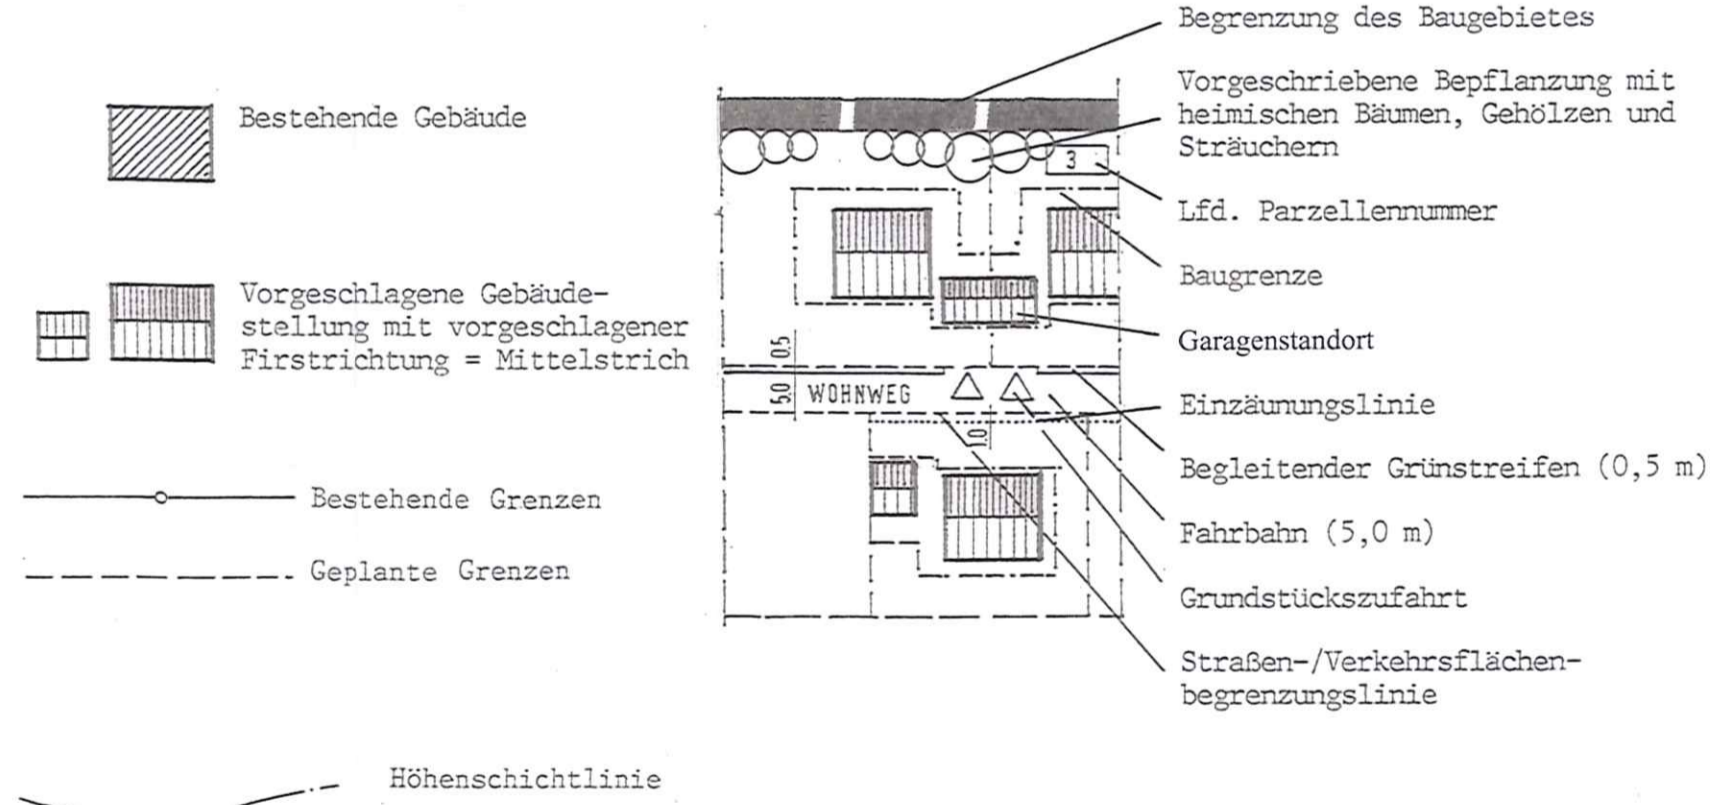 Bestehende Gebäude
Vorgeschlagene Gebäude-
stellung mit vorgeschlagener
Firstrichtung = Mittelstrich
Bestehende Grenzen
Geplante Grenzen
Höhenschichtlinie
3
0.5
5.0
WOHNWEG
1.0
Begrenzung des Baugebietes
Vorgeschriebene Bepflanzung mit
heimischen Bäumen, Gehölzen und
Sträuchern
Lfd. Parzellennummer
Baugrenze
Garagenstandort
Einzäunungslinie
Begleitender Grünstreifen (0,5 m)
Fahrbahn (5,0 m)
Grundstückszufahrt
Straßen-/Verkehrsflächen-
begrenzungslinie